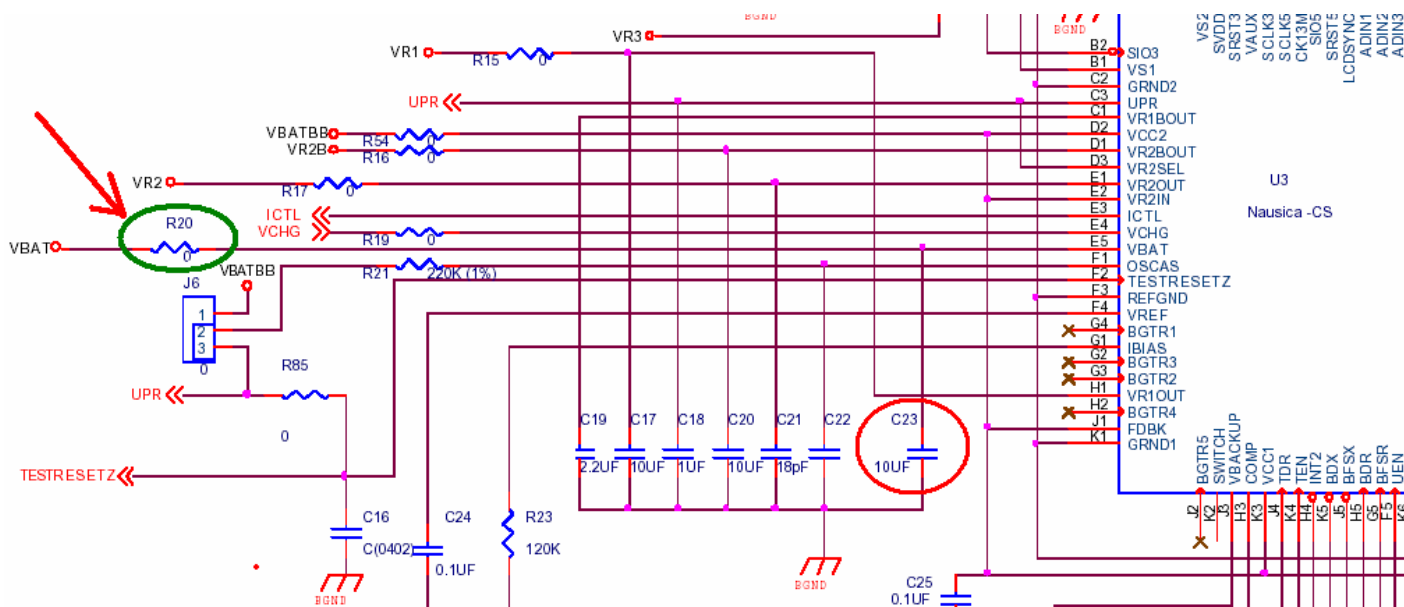 BGND
BGND
VR3
VR1
R15
0
UPR
VBATBB
R54
0
VR2B
R16
0
VR2
R17
0
ICTL
VCHG
R19
0
R20
0
VBAT
VBATBB
R21
220K (1%)
J6
1
2
3
0
UPR
R85
0
TESTRESETZ
C16
C(0402)
BGND
C24
0.1UF
R23
120K
C19
2.2UF
C17
10UF
C18
1UF
C20
10UF
C21
18pF
C22
C23
10UF
BGND
C25
0.1UF
U3
Nausica -CS
VS2
SVDD
SRST3
VAUX
SCLK3
SCLK5
CK13M
SIO5
SRST5
LCDSYNC
ADIN1
ADIN2
ADIN3
B2 SIO3
B1 VS1
C2 GRND2
C3 UPR
C1 VR1BOUT
D2 VCC2
D1 VR2BOUT
D3 VR2SEL
E1 VR2OUT
E2 VR2IN
E3 ICTL
E4 VCHG
E5 VBAT
F1 OSCAS
F2 TESTRESETZ
F3 REFGND
F4 VREF
G4 BGTR1
G1 IBIAS
G2 BGTR3
G3 BGTR2
H1 VR1OUT
H2 BGTR4
J1 FDBK
K1 GRND1
BGTR5
SWITCH
VBACKUP
COMP
VCC1
TDR
TEN
INT2
BDX
BFSX
BDR
BFSR
UEN
J2
K2
J3
H3
K3
J4
K4
H4
K5
J5
H5
G5
F5
K6